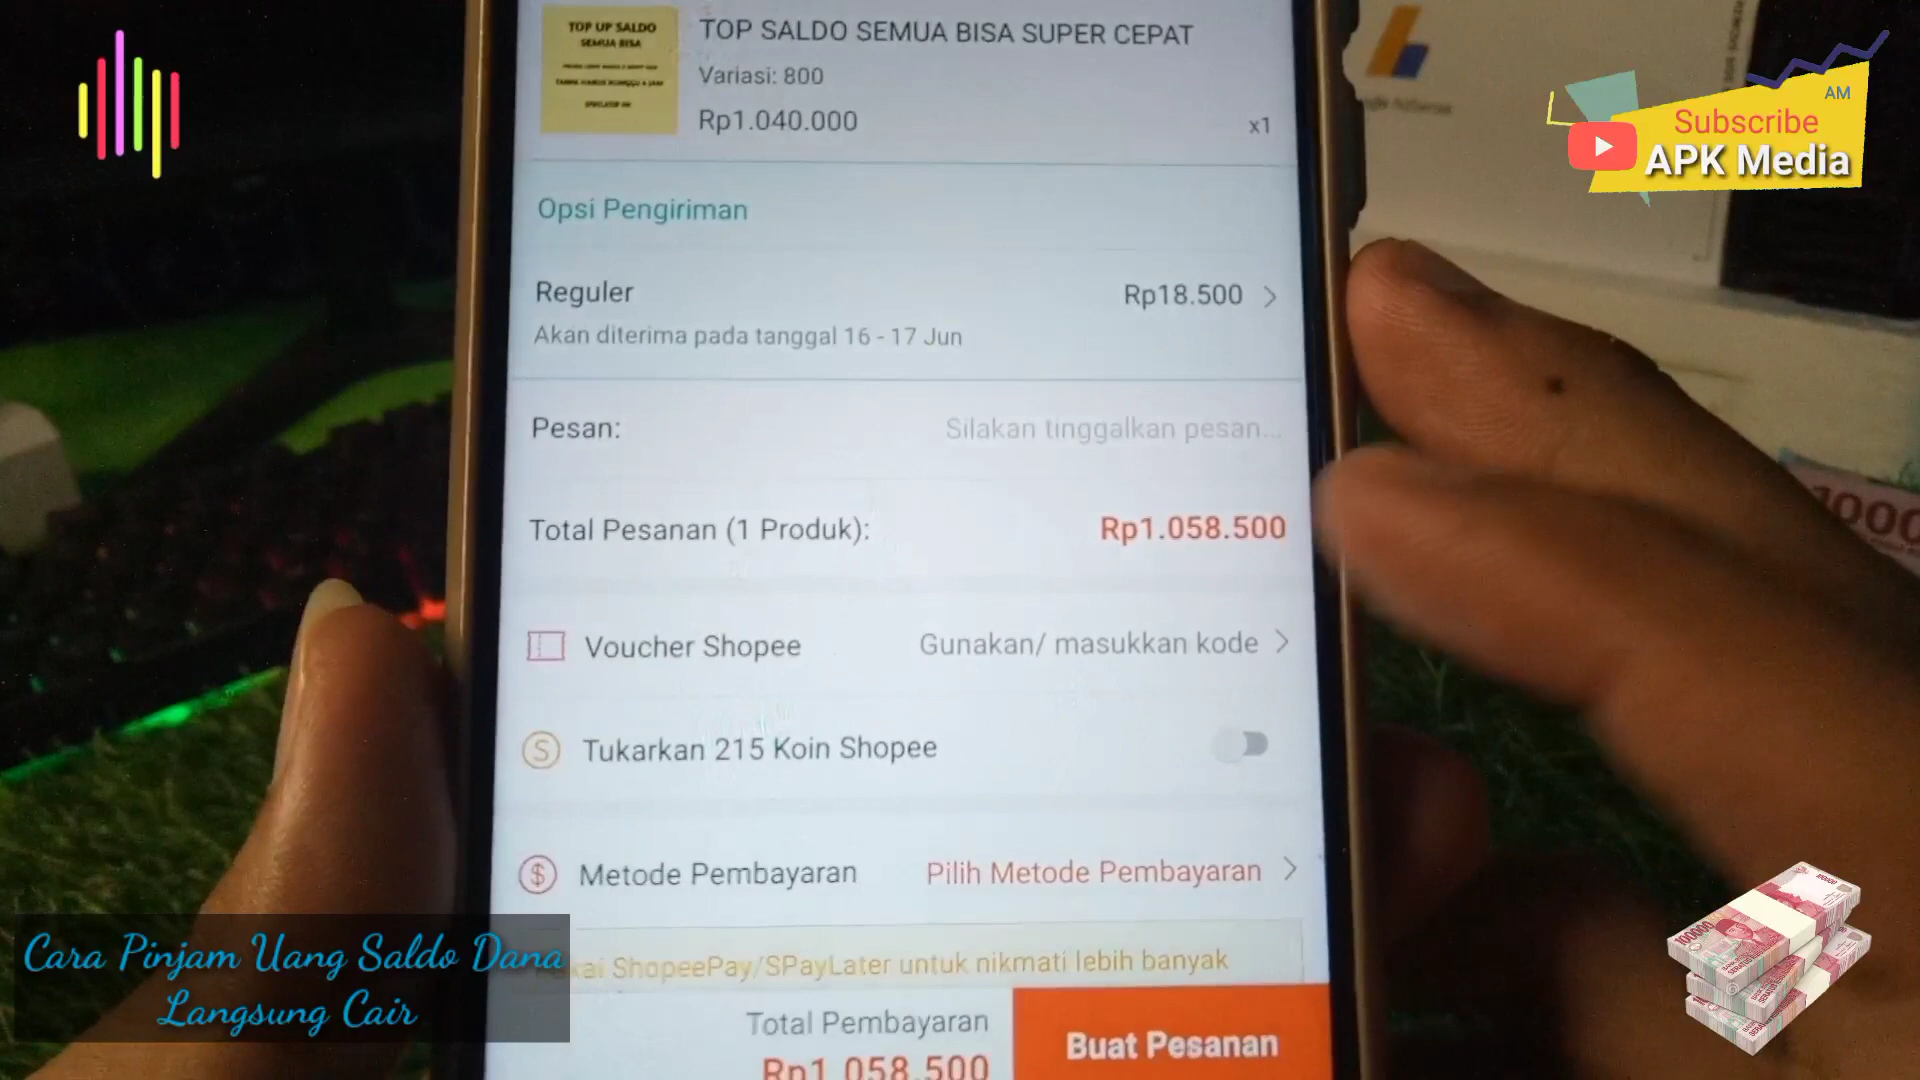 TOP UP SALDO
SEMUA BISA
TOP SALDO SEMUA BISA SUPER CEPAT
Variasi: 800
Rp1.040.000
x1
AM
Subscribe
APK Media
Opsi Pengiriman
Reguler
Rp18.500
Akan diterima pada tanggal 16 - 17 Jun
Pesan:
Silakan tinggalkan pesan...
Total Pesanan (1 Produk):
Rp1.058.500
Voucher Shopee
Gunakan/ masukkan kode
Tukarkan 215 Koin Shopee
Metode Pembayaran
Pilih Metode Pembayaran
ShopeePay/SPayLater untuk nikmati lebih banyak
Total Pembayaran
Rp1.058.500
Buat Pesanan
Cara Pinjam Uang Saldo Dana
Langsung Cair
100000